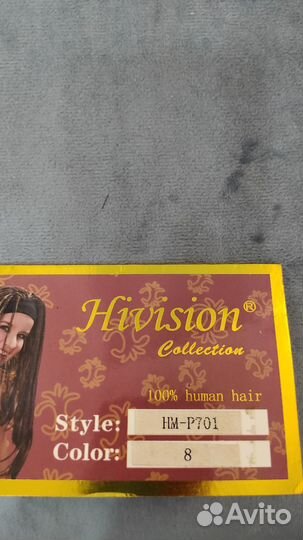 Hivision®
Collection
100% human hair
Style: HM-P701
Color: 8
Avito